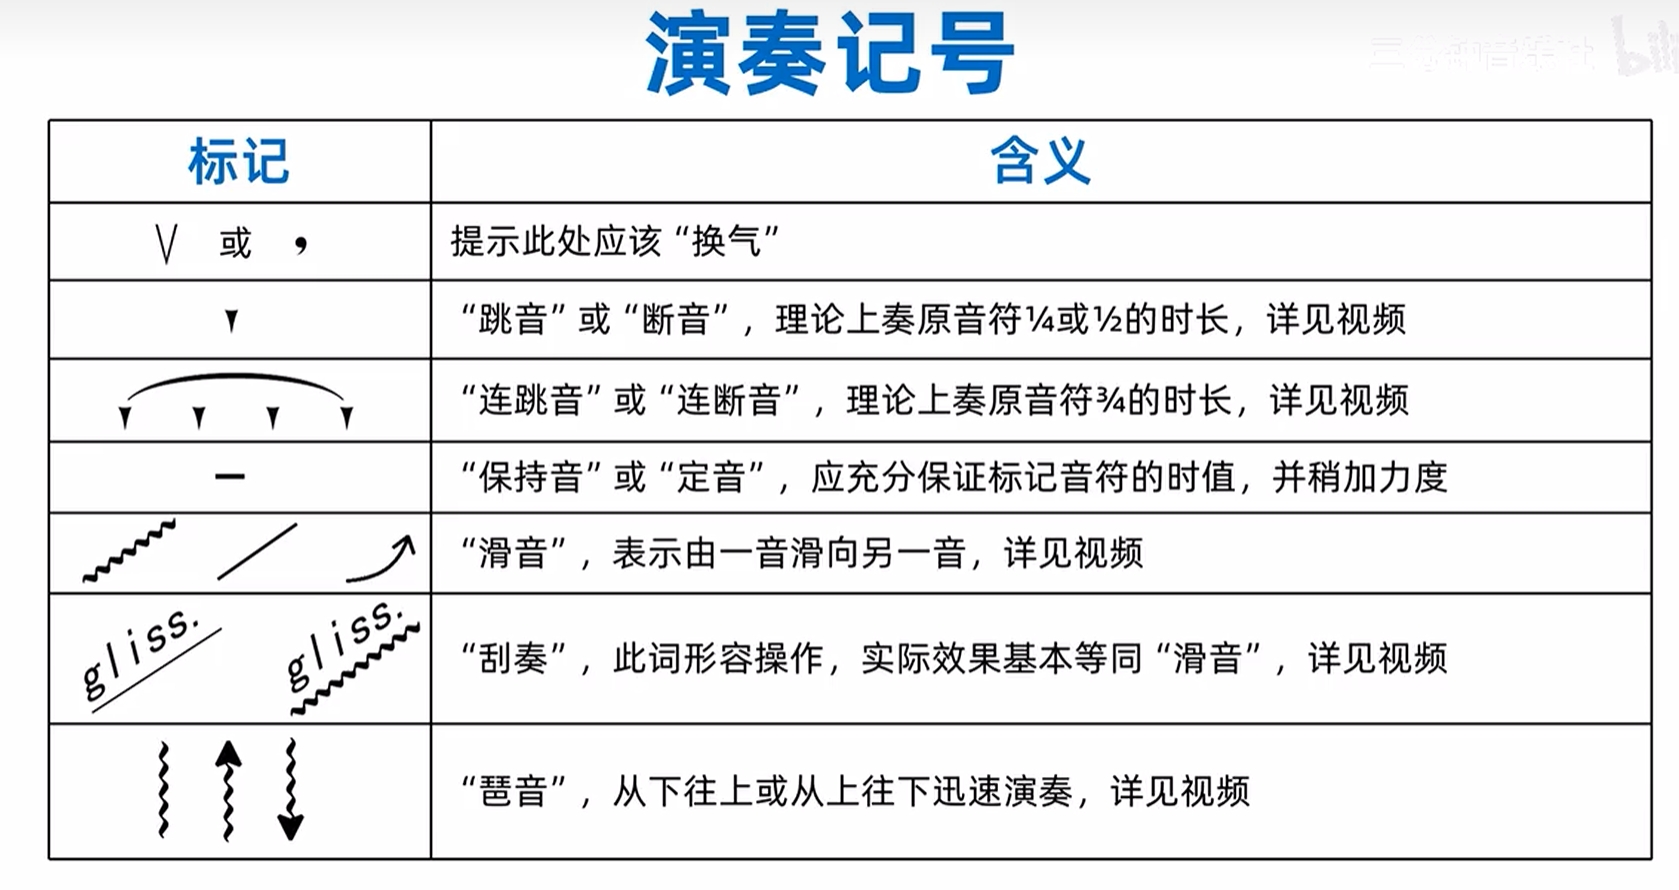 演奏记号
标记 含义
V 或 , 提示此处应该“换气”
“跳音”或“断音”，理论上奏原音符¼或½的时长，详见视频
“连跳音”或“连断音”，理论上奏原音符¾的时长，详见视频
“保持音”或“定音”，应充分保证标记音符的时值，并稍加力度
“滑音”，表示由一音滑向另一音，详见视频
gliss. gliss. “刮奏”，此词形容操作，实际效果基本等同“滑音”，详见视频
“琶音”，从下往上或从上往下迅速演奏，详见视频